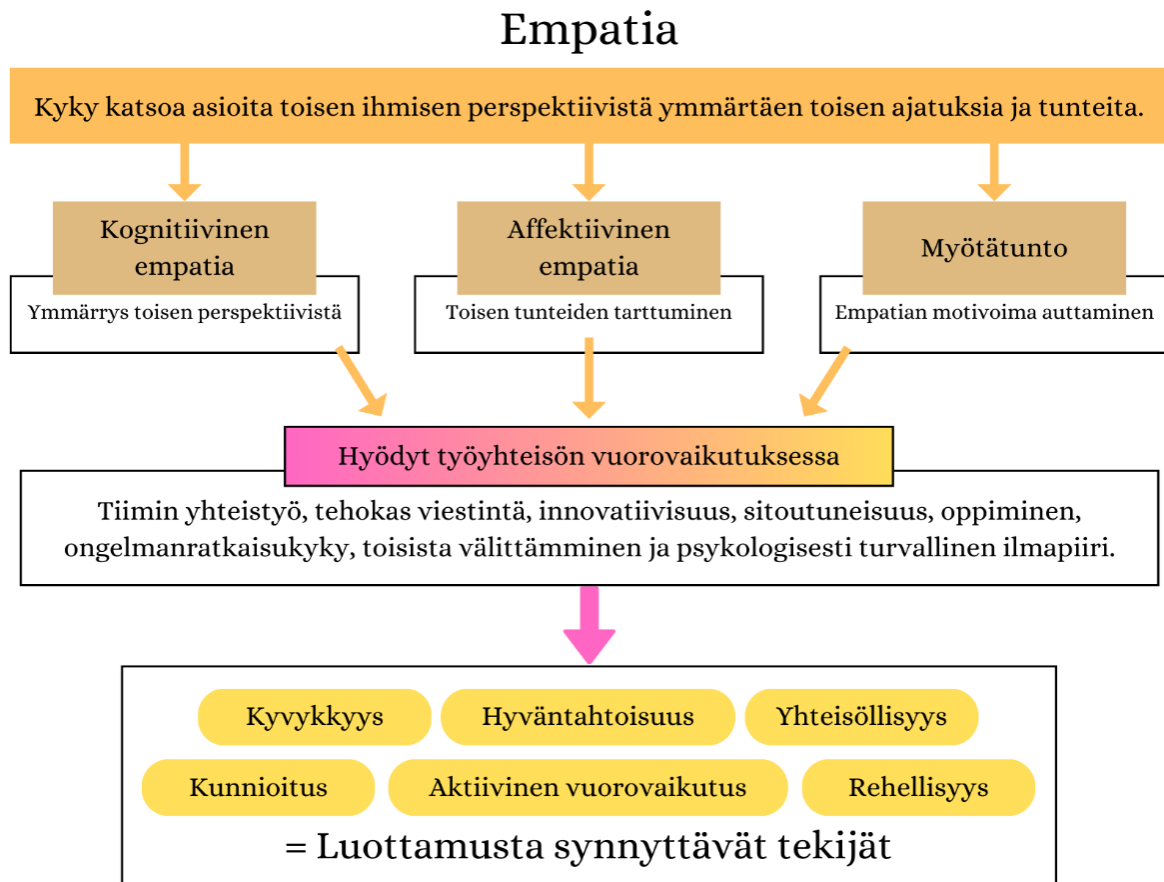 Empatia
Kyky katsoa asioita toisen ihmisen perspektiivistä ymmärtäen toisen ajatuksia ja tunteita.
Kognitiivinen
empatia
Ymmärrys toisen perspektiivistä
Affektiivinen
empatia
Toisen tunteiden tarttuminen
Myötätunto
Empatian motivoima auttaminen
Hyödyt työyhteisön vuorovaikutuksessa
Tiimin yhteistyö, tehokas viestintä, innovatiivisuus, sitoutuneisuus, oppiminen,
ongelmanratkaisukyky, toisista välittämminen ja psykologisesti turvallinen ilmapiiri.
Kyvykkyys
Hyväntahtoisuus
Yhteisöllisyys
Kunnioitus
Aktiivinen vuorovaikutus
Rehellisyys
= Luottamusta synnyttävät tekijät